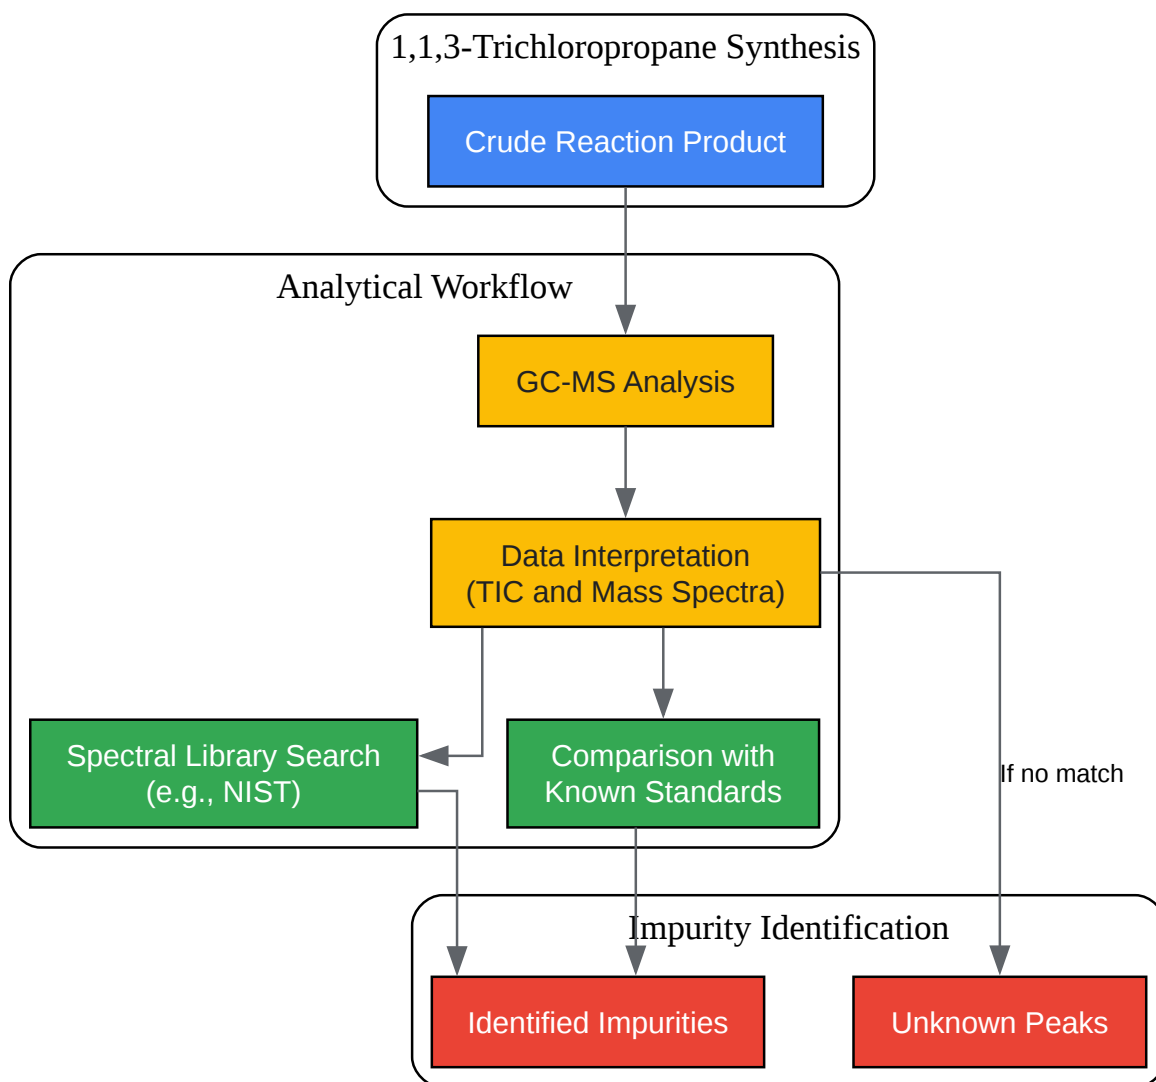 1,1,3-Trichloropropane Synthesis
Crude Reaction Product
Analytical Workflow
GC-MS Analysis
Data Interpretation
(TIC and Mass Spectra)
Spectral Library Search
(e.g., NIST)
Comparison with
Known Standards
If no match
Impurity Identification
Identified Impurities
Unknown Peaks